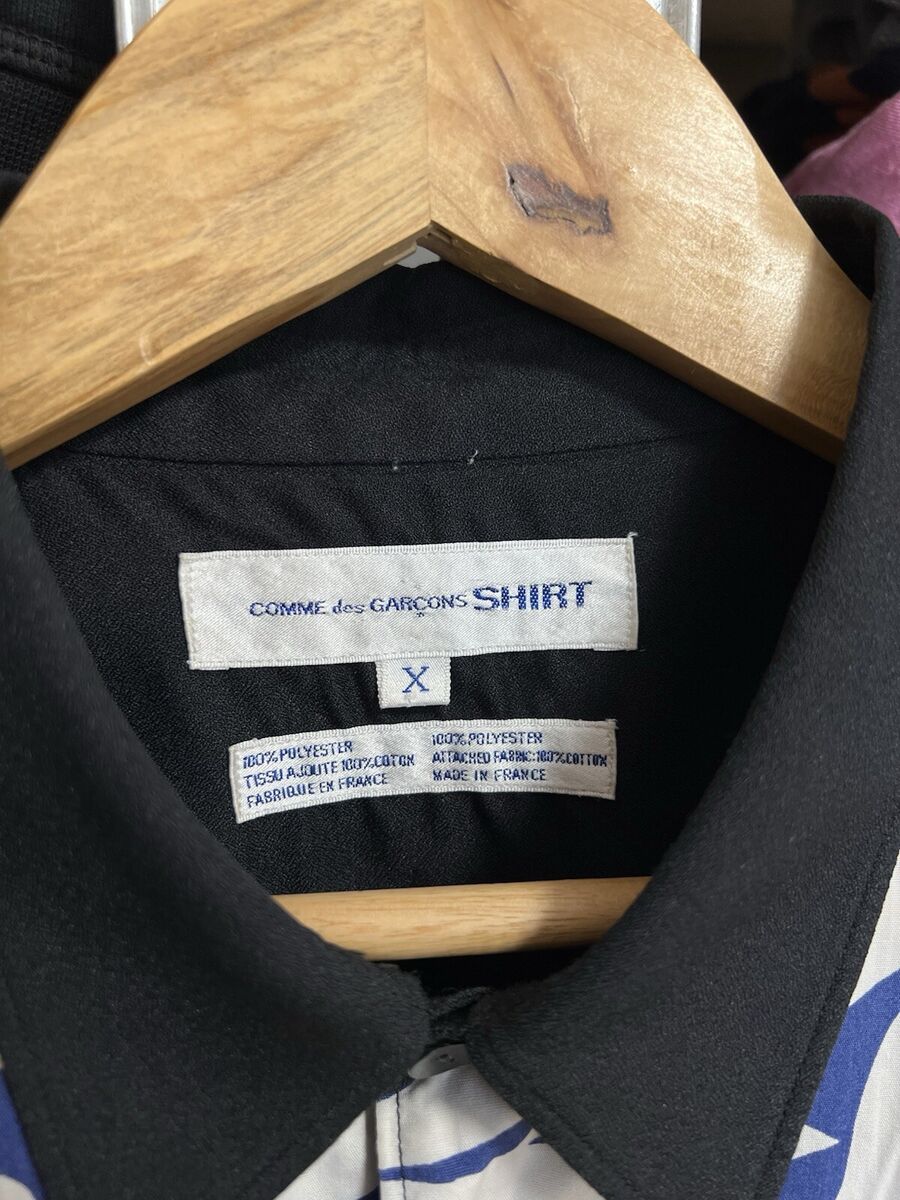 COMME des GARÇONS SHIRT
X
100% POLYESTER
TISSU AJOUTE 100% COTON
FABRIQUE EN FRANCE
100% POLYESTER
ATTACHED FABRIC:100% COTTON
MADE IN FRANCE